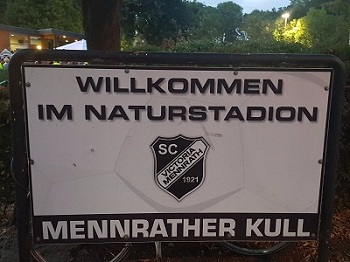 WILLKOMMEN
IM NATURSTADION
SC
VICTORIA
MENNRATH
1921
MENNRATHER KULL